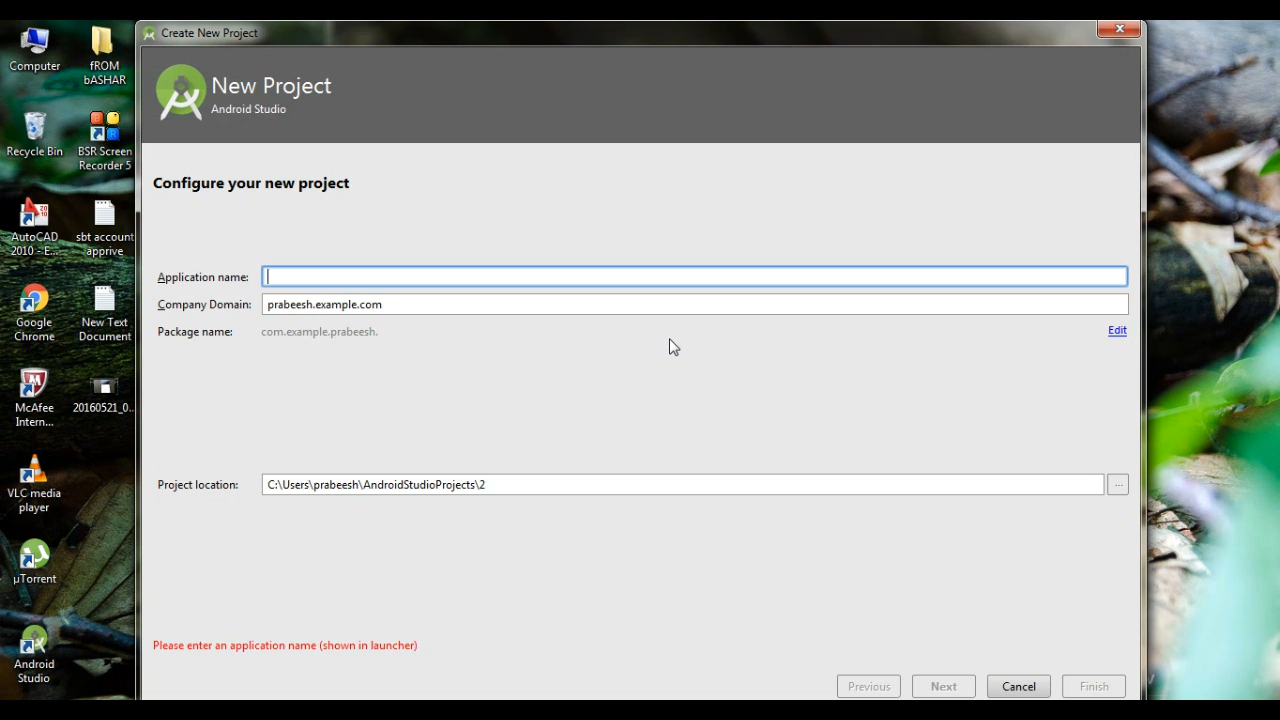 Create New Project
New Project
Android Studio
Configure your new project
Application name:
Company Domain: prabeesh.example.com
Package name: com.example.prabeesh. Edit
Project location: C:\Users\prabeesh\AndroidStudioProjects\2 ...
Please enter an application name (shown in launcher)
Previous Next Cancel Finish
Computer
fROM
bASHAR
Recycle Bin
BSR Screen
Recorder 5
AutoCAD
2010 - E...
sbt account
apprive
Google
Chrome
New Text
Document
McAfee
Intern...
20160521_0...
VLC media
player
µTorrent
Android
Studio